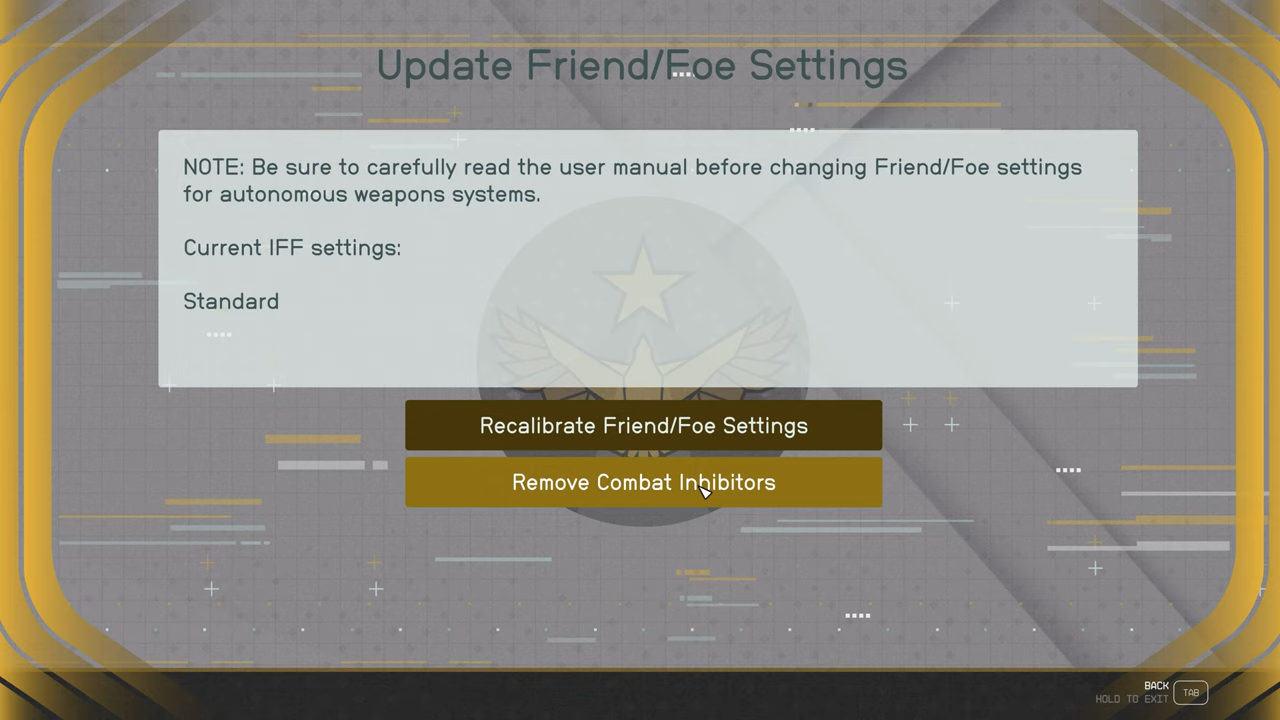 Update Friend/Foe Settings
NOTE: Be sure to carefully read the user manual before changing Friend/Foe settings
for autonomous weapons systems.
Current IFF settings:
Standard
Recalibrate Friend/Foe Settings
Remove Combat Inhibitors
BACK
HOLD TO EXIT
TAB